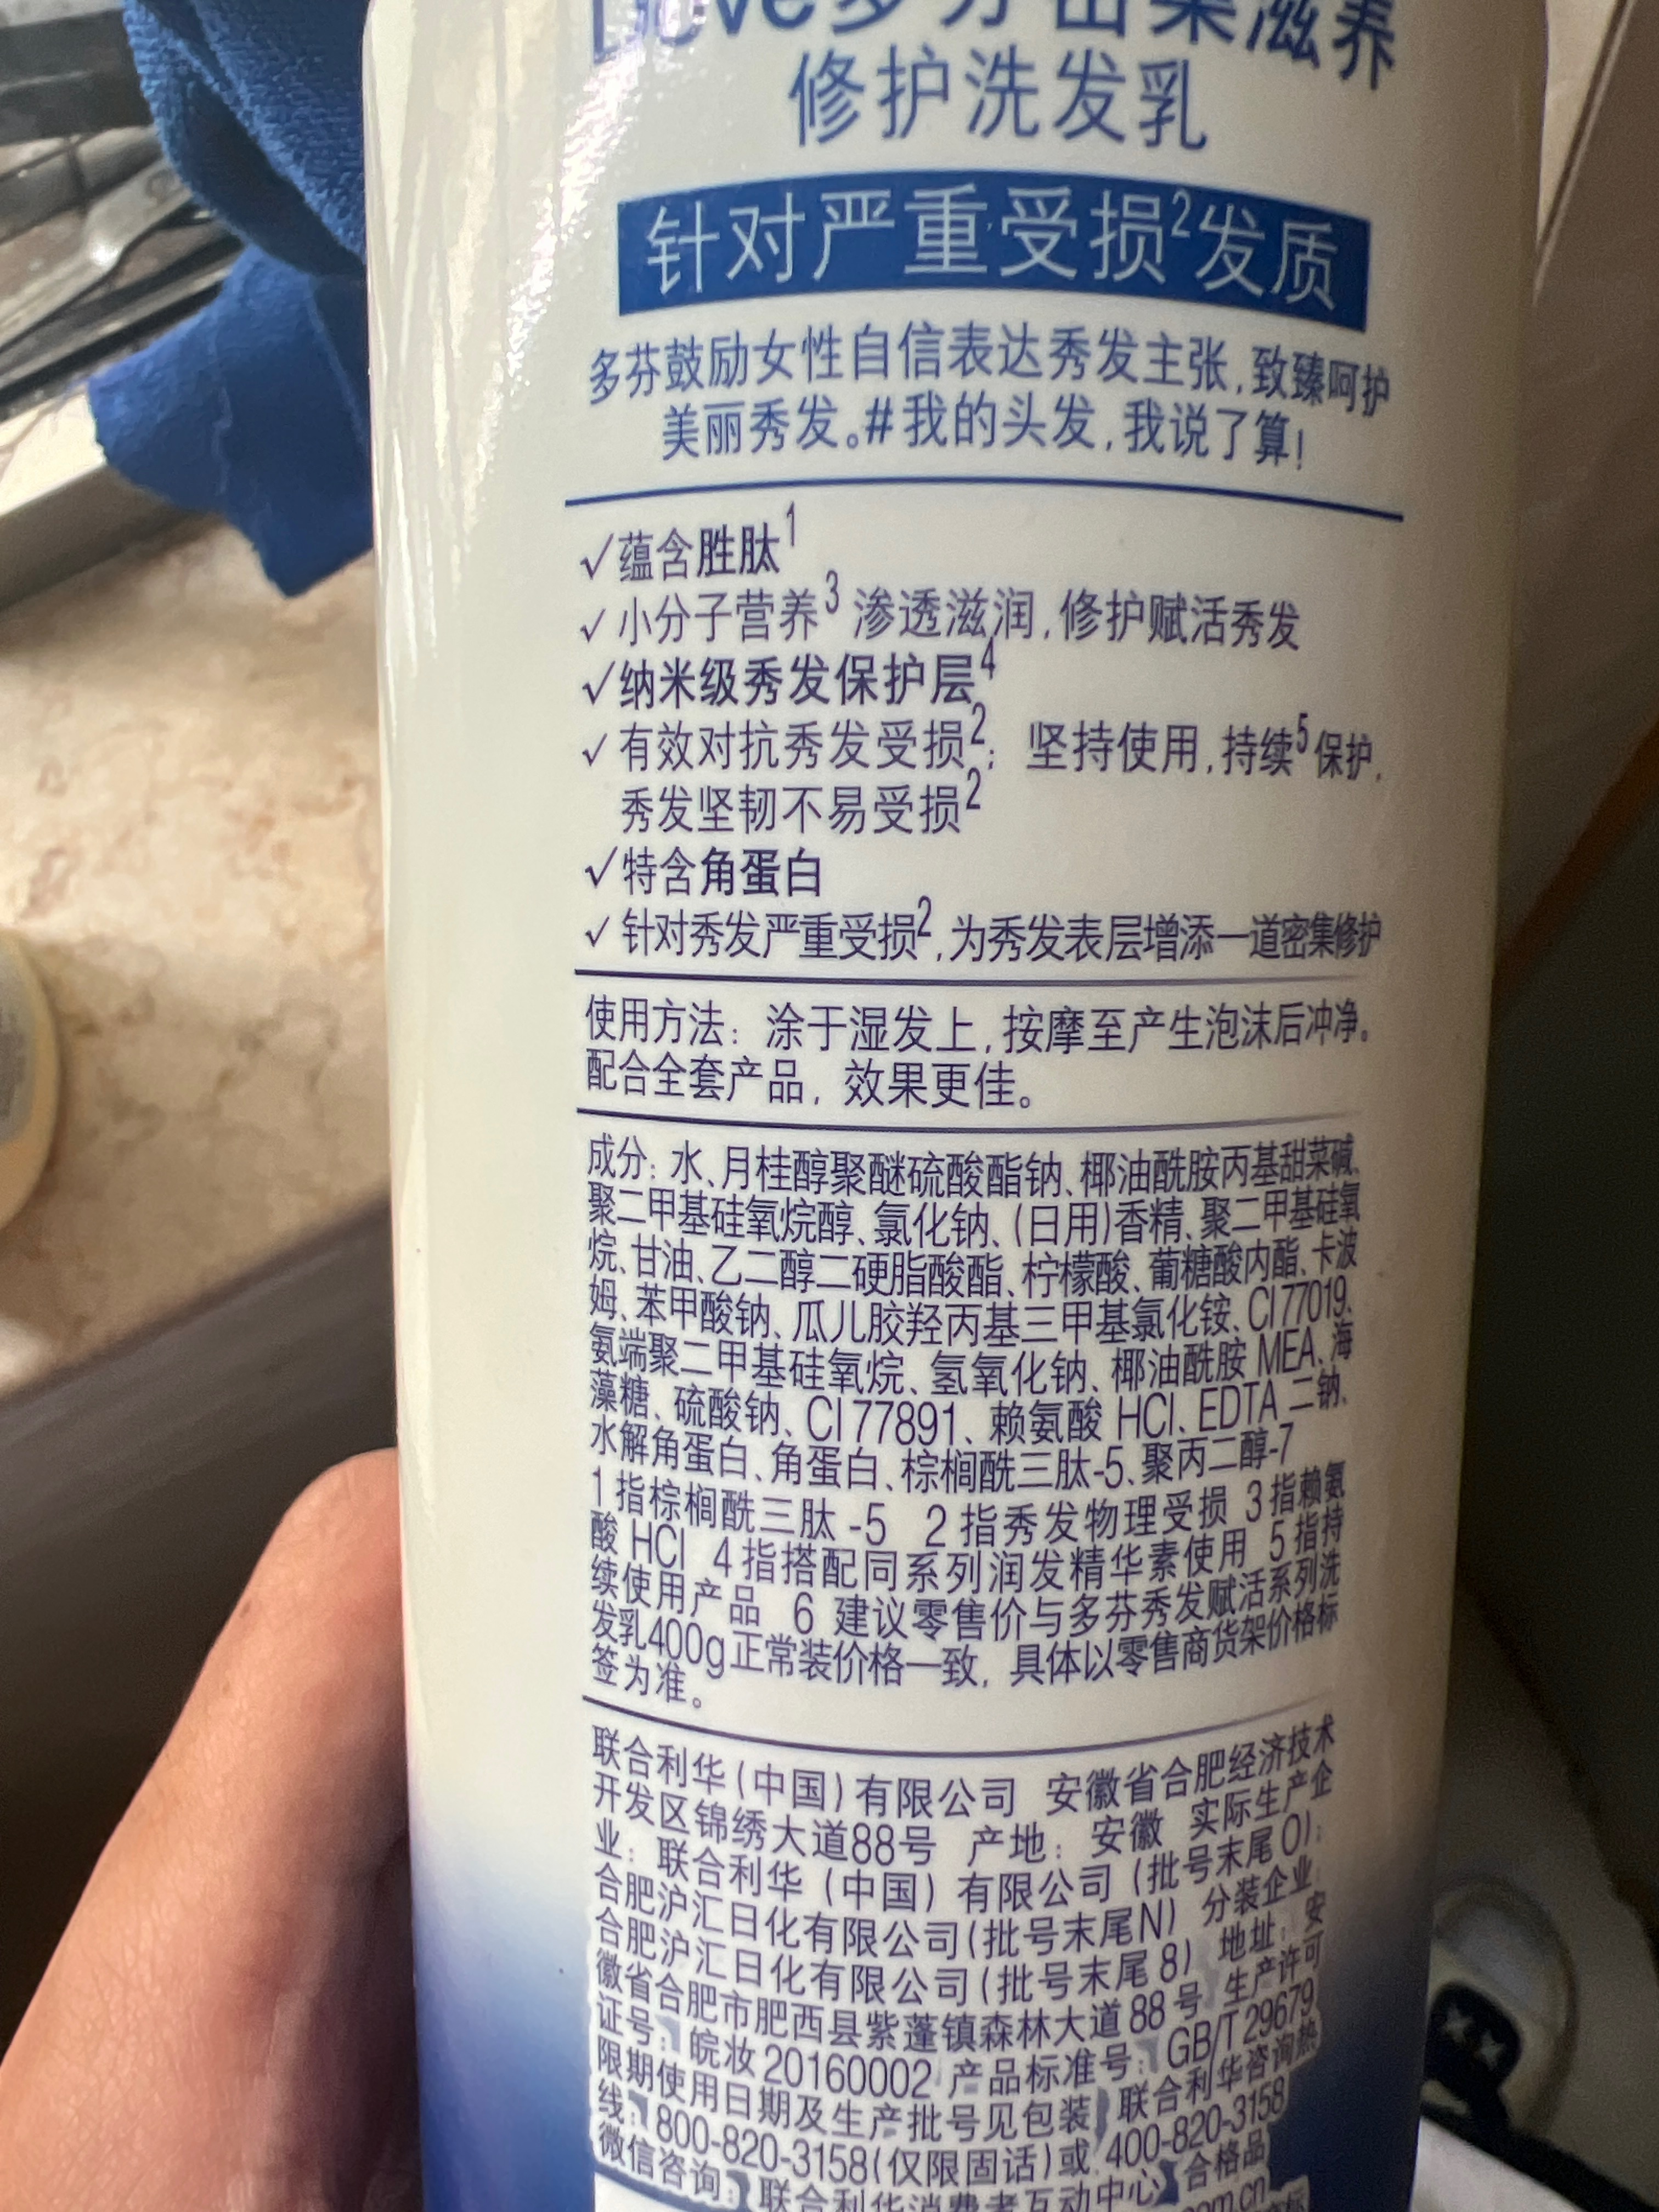 Dove多芬密集滋养
修护洗发乳
针对严重受损2发质
多芬鼓励女性自信表达秀发主张,致臻呵护
美丽秀发。#我的头发,我说了算!
✓蕴含胜肽1
✓小分子营养3渗透滋润,修护赋活秀发
✓纳米级秀发保护层4
✓有效对抗秀发受损2;坚持使用,持续5保护,
秀发坚韧不易受损2
✓特含角蛋白
✓针对秀发严重受损2,为秀发表层增添一道密集修护
使用方法:涂于湿发上,按摩至产生泡沫后冲净。
配合全套产品,效果更佳。
成分:水、月桂醇聚醚硫酸酯钠、椰油酰胺丙基甜菜碱、
聚二甲基硅氧烷醇、氯化钠、(日用)香精、聚二甲基硅氧
烷、甘油、乙二醇二硬脂酸酯、柠檬酸、葡糖酸内酯、卡波
姆、苯甲酸钠、瓜儿胶羟丙基三甲基氯化铵、CI 77019、
氨端聚二甲基硅氧烷、氢氧化钠、椰油酰胺 MEA、海
藻糖、硫酸钠、CI 77891、赖氨酸 HCl、EDTA 二钠、
水解角蛋白、角蛋白、棕榈酰三肽-5、聚丙二醇-7
1 指棕榈酰三肽 -5 2 指秀发物理受损 3 指赖氨
酸 HCl 4 指搭配同系列润发精华素使用 5 指持
续使用产品 6 建议零售价与多芬秀发赋活系列洗
发乳400g正常装价格一致,具体以零售商货架价格标
签为准。
联合利华(中国)有限公司 安徽省合肥经济技术
开发区锦绣大道88号 产地:安徽 实际生产企
业:联合利华(中国)有限公司(批号末尾O);
合肥沪汇日化有限公司(批号末尾N) 分装企业:
合肥沪汇日化有限公司(批号末尾8) 地址:安
徽省合肥市肥西县紫蓬镇森林大道88号 生产许可
证号:皖妆20160002 产品标准号:GB/T 29679
限期使用日期及生产批号见包装 联合利华咨询热
线:800-820-3158(仅限固话)或 400-820-3158
微信咨询:联合利华消费者互动中心 合格品
com.cn